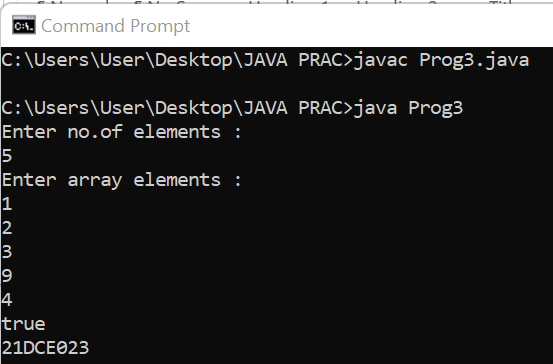 Command Prompt
C:\Users\User\Desktop\JAVA PRAC>javac Prog3.java
C:\Users\User\Desktop\JAVA PRAC>java Prog3
Enter no.of elements :
5
Enter array elements :
1
2
3
9
4
true
21DCE023